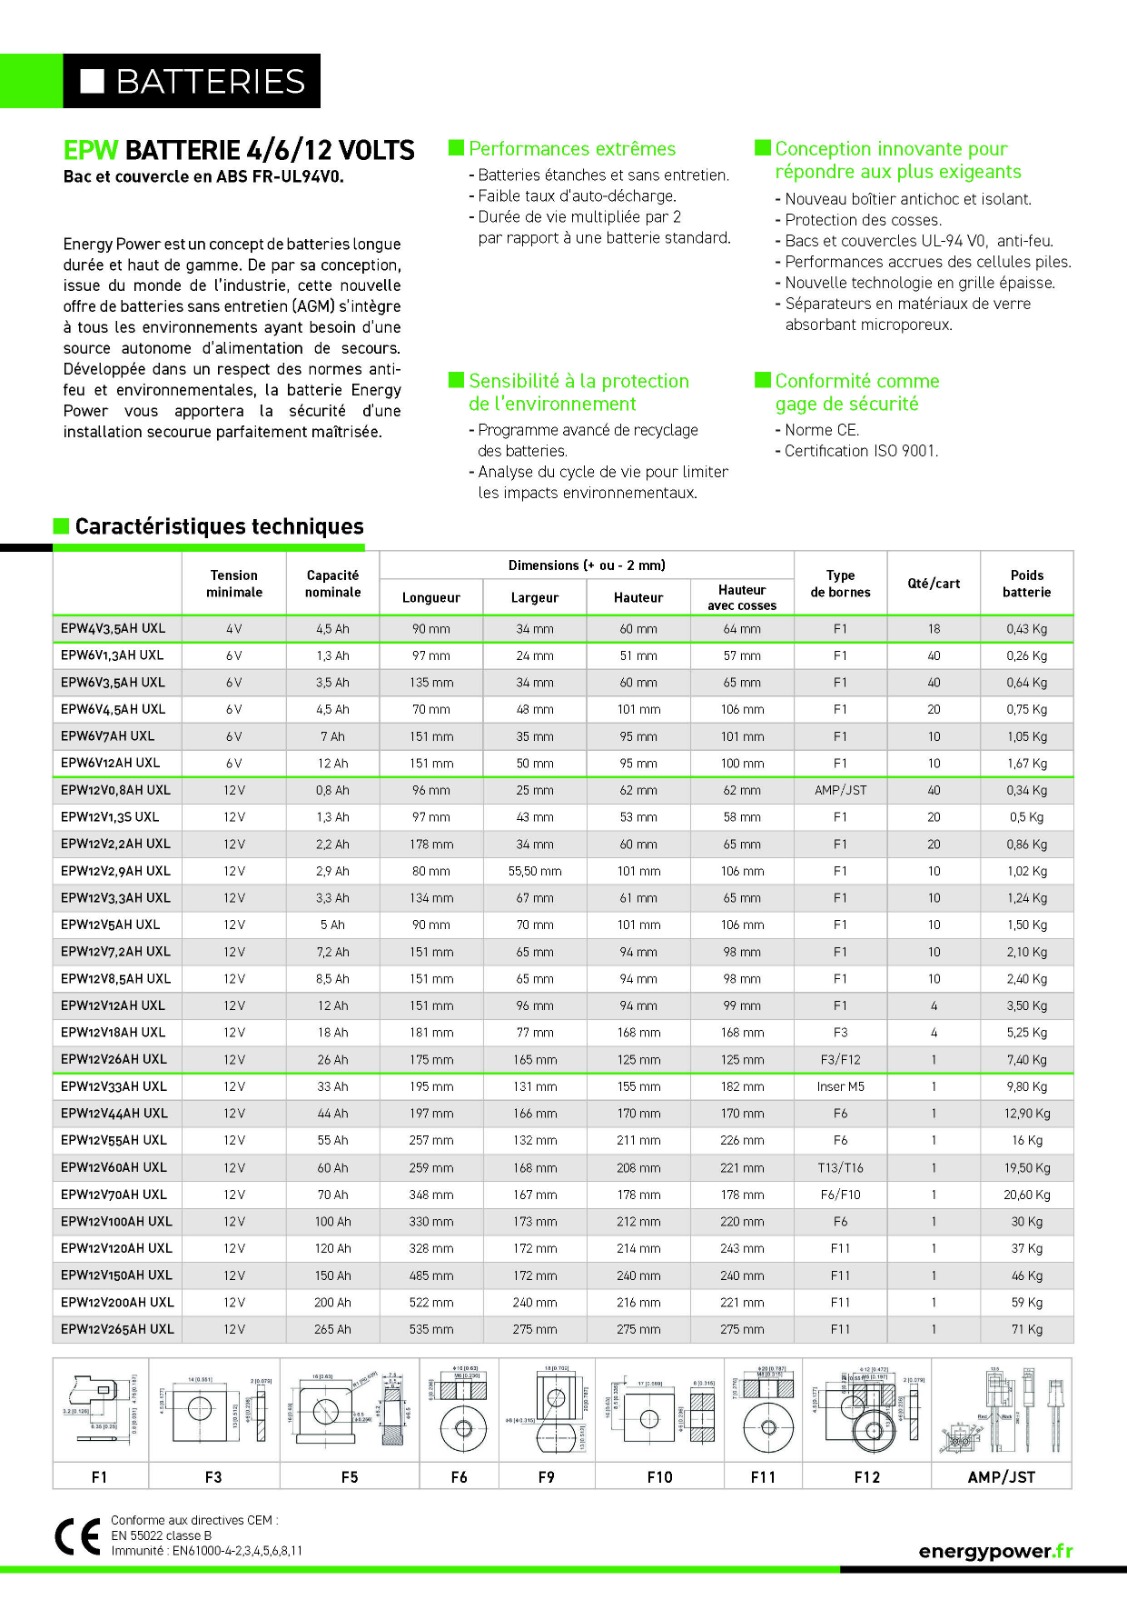 BATTERIES
EPW BATTERIE 4/6/12 VOLTS
Bac et couvercle en ABS FR-UL94V0.
Energy Power est un concept de batteries longue
durée et haut de gamme. De par sa conception,
issue du monde de l'industrie, cette nouvelle
offre de batteries sans entretien (AGM) s'intègre
à tous les environnements ayant besoin d'une
source autonome d'alimentation de secours.
Développée dans un respect des normes anti-
feu et environnementales, la batterie Energy
Power vous apportera la sécurité d'une
installation secourue parfaitement maîtrisée.
Performances extrêmes
- Batteries étanches et sans entretien.
- Faible taux d'auto-décharge.
- Durée de vie multipliée par 2
par rapport à une batterie standard.
Conception innovante pour
répondre aux plus exigeants
- Nouveau boîtier antichoc et isolant.
- Protection des cosses.
- Bacs et couvercles UL-94 V0, anti-feu.
- Performances accrues des cellules piles.
- Nouvelle technologie en grille épaisse.
- Séparateurs en matériaux de verre
absorbant microporeux.
Sensibilité à la protection
de l'environnement
- Programme avancé de recyclage
des batteries.
- Analyse du cycle de vie pour limiter
les impacts environnementaux.
Conformité comme
gage de sécurité
- Norme CE.
- Certification ISO 9001.
Caractéristiques techniques
Tension minimale Capacité nominale Dimensions (+ ou - 2 mm) Type de bornes Qté/cart Poids batterie
Longueur Largeur Hauteur Hauteur avec cosses
EPW4V3,5AH UXL 4V 4,5 Ah 90 mm 34 mm 60 mm 64 mm F1 18 0,43 Kg
EPW6V1,3AH UXL 6V 1,3 Ah 97 mm 24 mm 51 mm 57 mm F1 40 0,26 Kg
EPW6V3,5AH UXL 6V 3,5 Ah 135 mm 34 mm 60 mm 65 mm F1 40 0,64 Kg
EPW6V4,5AH UXL 6V 4,5 Ah 70 mm 48 mm 101 mm 106 mm F1 20 0,75 Kg
EPW6V7AH UXL 6V 7 Ah 151 mm 35 mm 95 mm 101 mm F1 10 1,05 Kg
EPW6V12AH UXL 6V 12 Ah 151 mm 50 mm 95 mm 100 mm F1 10 1,67 Kg
EPW12V0,8AH UXL 12V 0,8 Ah 96 mm 25 mm 62 mm 62 mm AMP/JST 40 0,34 Kg
EPW12V1,3S UXL 12V 1,3 Ah 97 mm 43 mm 53 mm 58 mm F1 20 0,5 Kg
EPW12V2,2AH UXL 12V 2,2 Ah 178 mm 34 mm 60 mm 65 mm F1 20 0,86 Kg
EPW12V2,9AH UXL 12V 2,9 Ah 80 mm 55,50 mm 101 mm 106 mm F1 10 1,02 Kg
EPW12V3,3AH UXL 12V 3,3 Ah 134 mm 67 mm 61 mm 65 mm F1 10 1,24 Kg
EPW12V5AH UXL 12V 5 Ah 90 mm 70 mm 101 mm 106 mm F1 10 1,50 Kg
EPW12V7,2AH UXL 12V 7,2 Ah 151 mm 65 mm 94 mm 98 mm F1 10 2,10 Kg
EPW12V8,5AH UXL 12V 8,5 Ah 151 mm 65 mm 94 mm 98 mm F1 10 2,40 Kg
EPW12V12AH UXL 12V 12 Ah 151 mm 96 mm 94 mm 99 mm F1 4 3,50 Kg
EPW12V18AH UXL 12V 18 Ah 181 mm 77 mm 168 mm 168 mm F3 4 5,25 Kg
EPW12V26AH UXL 12V 26 Ah 175 mm 165 mm 125 mm 125 mm F3/F12 1 7,40 Kg
EPW12V33AH UXL 12V 33 Ah 195 mm 131 mm 155 mm 182 mm Inser M5 1 9,80 Kg
EPW12V44AH UXL 12V 44 Ah 197 mm 166 mm 170 mm 170 mm F6 1 12,90 Kg
EPW12V55AH UXL 12V 55 Ah 257 mm 132 mm 211 mm 226 mm F6 1 16 Kg
EPW12V60AH UXL 12V 60 Ah 259 mm 168 mm 208 mm 221 mm T13/T16 1 19,50 Kg
EPW12V70AH UXL 12V 70 Ah 348 mm 167 mm 178 mm 178 mm F6/F10 1 20,60 Kg
EPW12V100AH UXL 12V 100 Ah 330 mm 173 mm 212 mm 220 mm F6 1 30 Kg
EPW12V120AH UXL 12V 120 Ah 328 mm 172 mm 214 mm 243 mm F11 1 37 Kg
EPW12V150AH UXL 12V 150 Ah 485 mm 172 mm 240 mm 240 mm F11 1 46 Kg
EPW12V200AH UXL 12V 200 Ah 522 mm 240 mm 216 mm 221 mm F11 1 59 Kg
EPW12V265AH UXL 12V 265 Ah 535 mm 275 mm 275 mm 275 mm F11 1 71 Kg
F1 F3 F5 F6 F9 F10 F11 F12 AMP/JST
CE
Conforme aux directives CEM :
EN 55022 classe B
Immunité : EN61000-4-2,3,4,5,6,8,11
energypower.fr